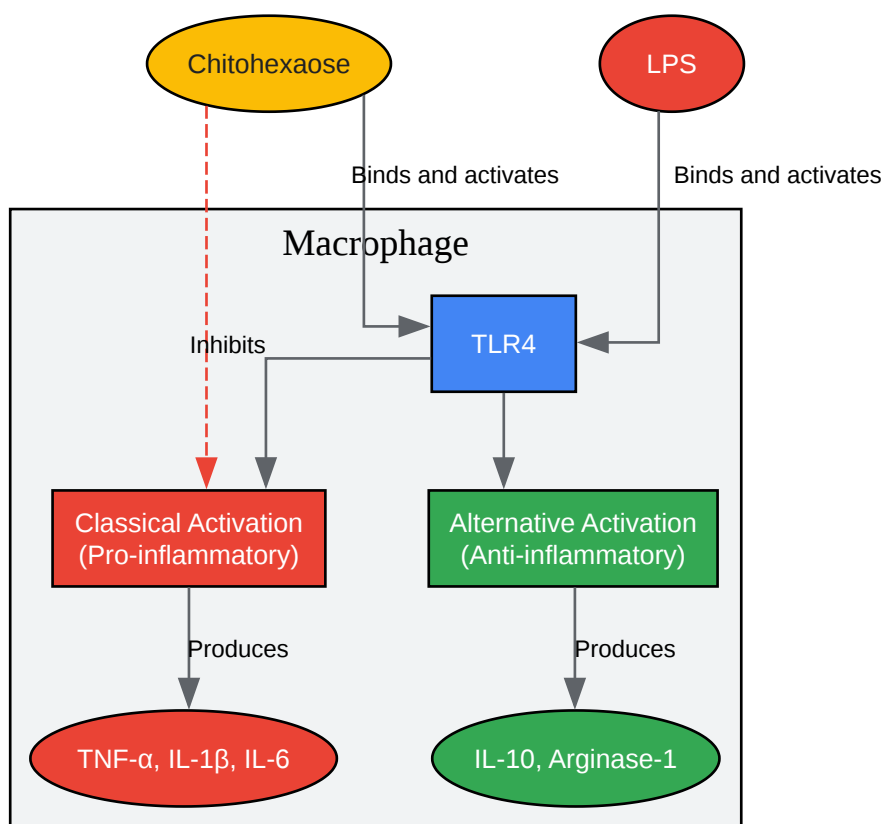 Chitohexaose
LPS
Binds and activates
Binds and activates
Macrophage
TLR4
Inhibits
Classical Activation
(Pro-inflammatory)
Alternative Activation
(Anti-inflammatory)
Produces
Produces
TNF-α, IL-1β, IL-6
IL-10, Arginase-1